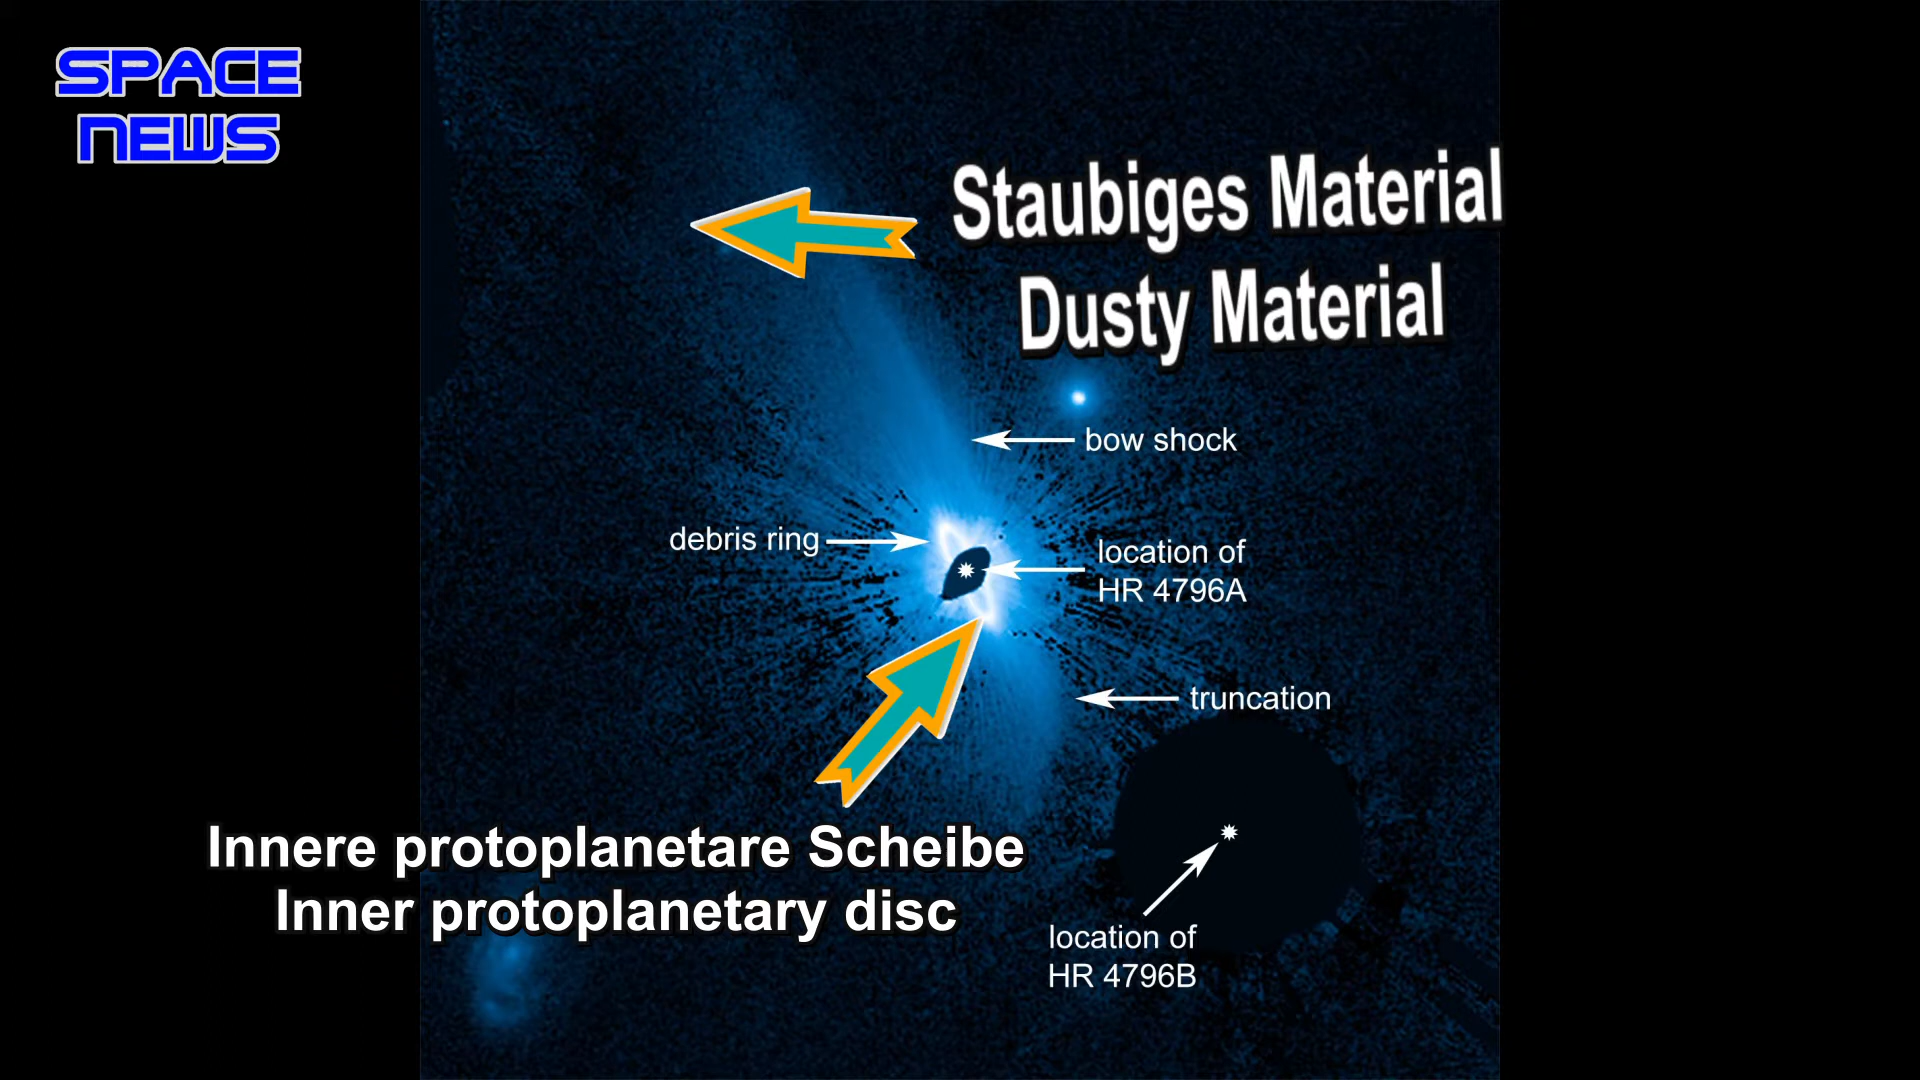 SPACE
NEWS
Staubiges Material
Dusty Material
bow shock
debris ring
location of
HR 4796A
truncation
Innere protoplanetare Scheibe
Inner protoplanetary disc
location of
HR 4796B